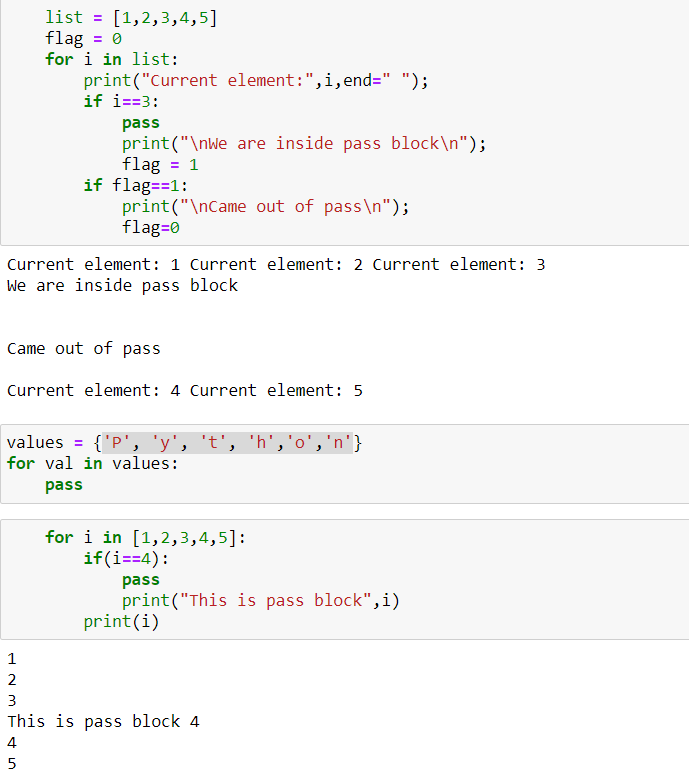 list = [1,2,3,4,5]
flag = 0
for i in list:
print("Current element:",i,end=" ");
if i==3:
pass
print("\nWe are inside pass block\n");
flag = 1
if flag==1:
print("\nCame out of pass\n");
flag=0
Current element: 1 Current element: 2 Current element: 3
We are inside pass block
Came out of pass
Current element: 4 Current element: 5
values = {'P', 'y', 't', 'h','o','n'}
for val in values:
pass
for i in [1,2,3,4,5]:
if(i==4):
pass
print("This is pass block",i)
print(i)
1
2
3
This is pass block 4
4
5